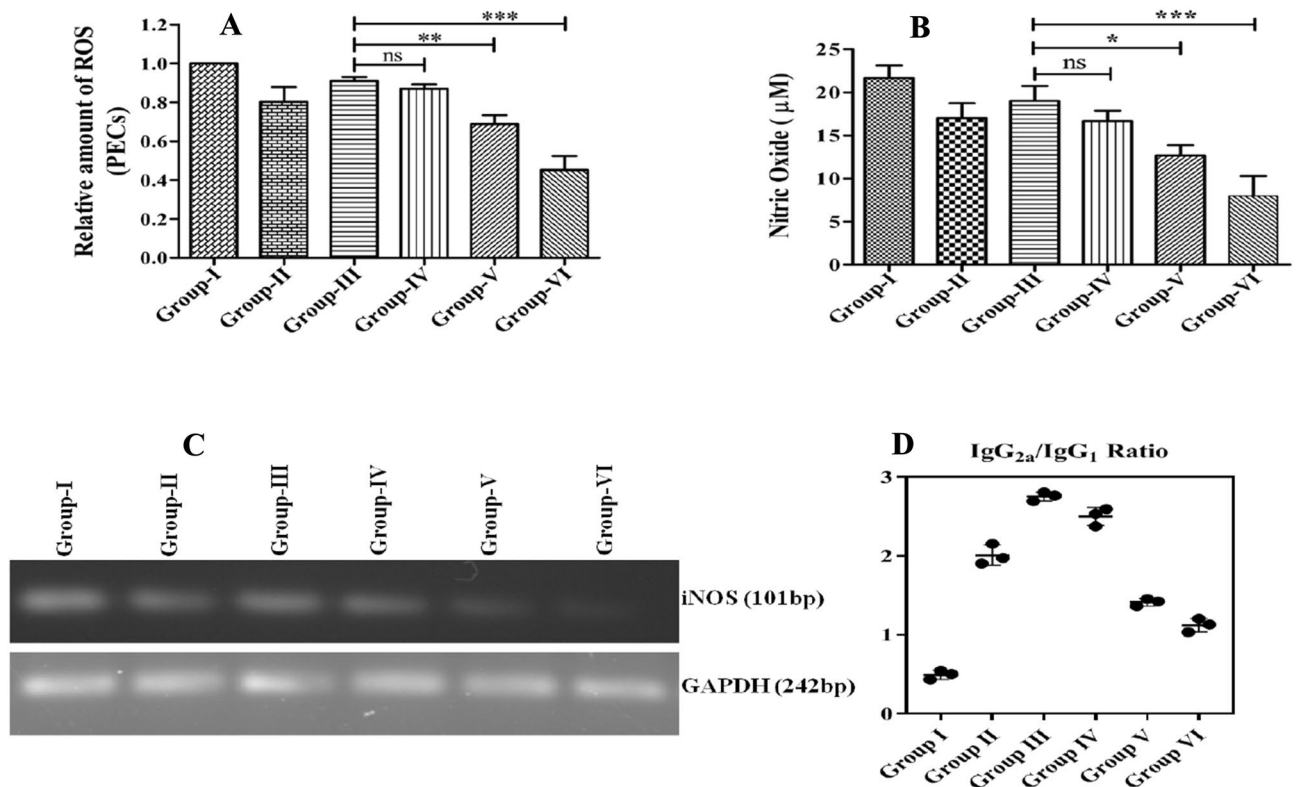 A
Relative amount of ROS
(PECs)
1.2
1.0
0.8
0.6
0.4
0.2
0.0
***
**
ns
Group-I
Group-II
Group-III
Group-IV
Group-V
Group-VI
B
Nitric Oxide ( μM)
25
20
15
10
5
0
***
*
ns
Group-I
Group-II
Group-III
Group-IV
Group-V
Group-VI
C
Group-I
Group-II
Group-III
Group-IV
Group-V
Group-VI
iNOS (101bp)
GAPDH (242bp)
D
IgG2a/IgG1 Ratio
3
2
1
0
Group I
Group II
Group III
Group IV
Group V
Group VI